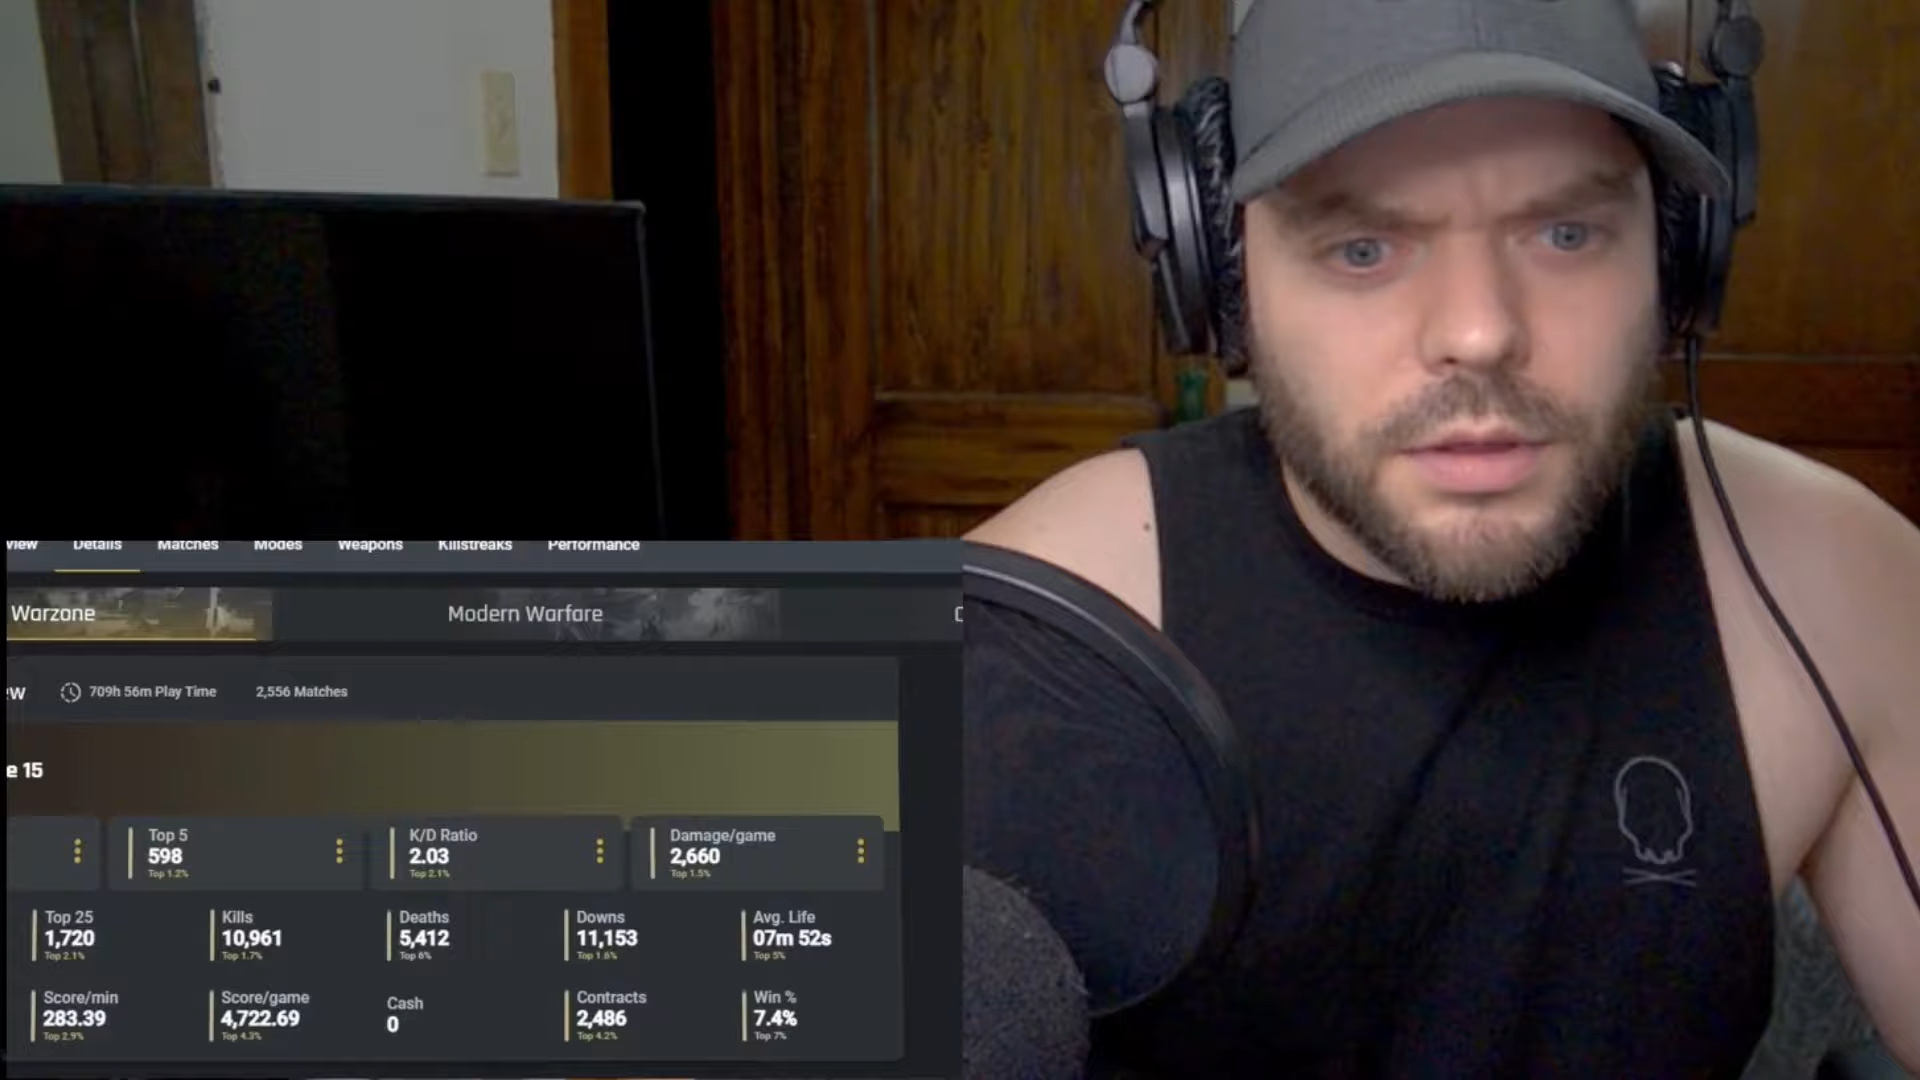 view Details Matches Modes Weapons Killstreaks Performance
Warzone Modern Warfare
ew 709h 56m Play Time 2,556 Matches
e 15
Top 5 K/D Ratio Damage/game
598 2.03 2,660
Top 1.2% Top 2.1% Top 1.5%
Top 25 Kills Deaths Downs Avg. Life
1,720 10,961 5,412 11,153 07m 52s
Top 2.1% Top 1.7% Top 6% Top 1.6% Top 5%
Score/min Score/game Cash Contracts Win %
283.39 4,722.69 0 2,486 7.4%
Top 2.9% Top 4.3% Top 4.2% Top 7%